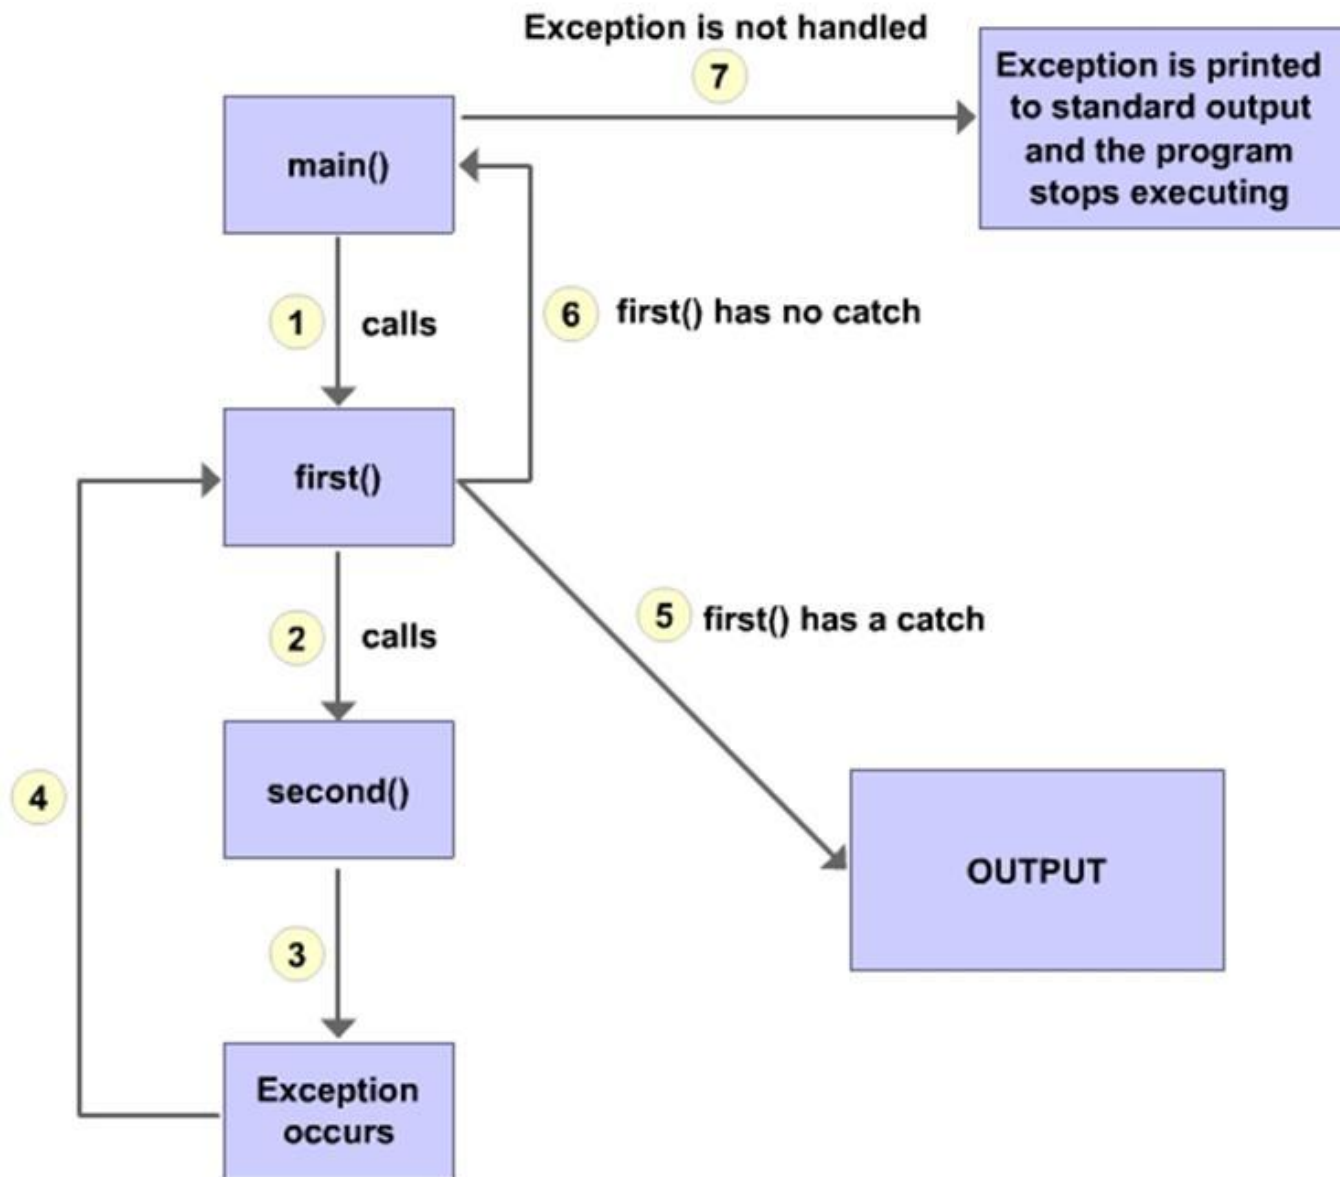 Exception is not handled
7
Exception is printed
to standard output
and the program
stops executing
main()
1
calls
6
first() has no catch
first()
2
calls
5
first() has a catch
4
second()
3
OUTPUT
Exception
occurs